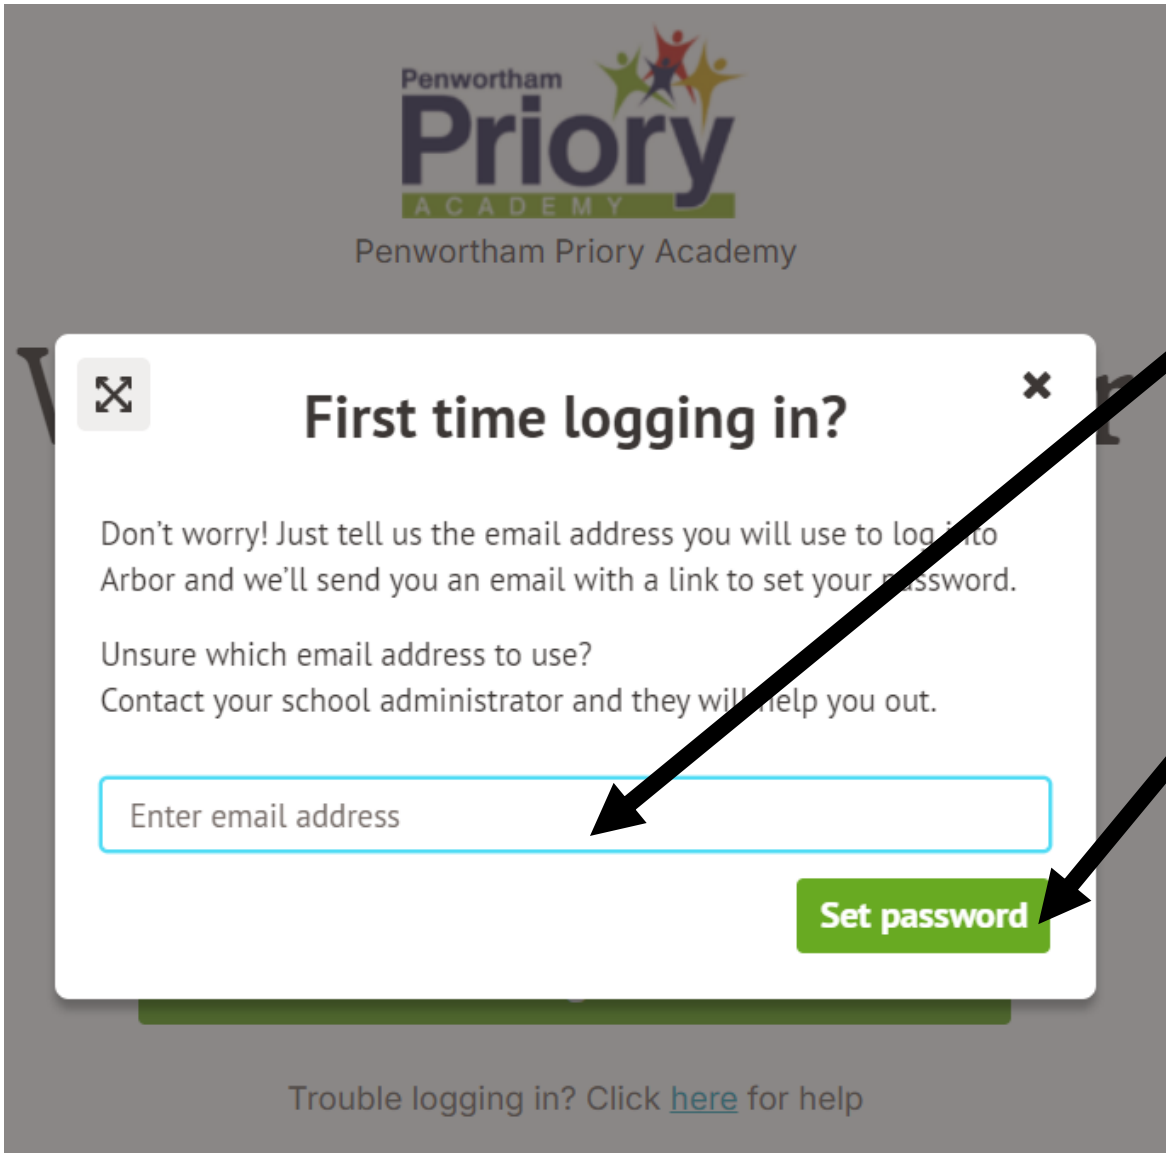 Penwortham
Priory
ACADEMY
Penwortham Priory Academy
First time logging in?
Don't worry! Just tell us the email address you will use to log into
Arbor and we'll send you an email with a link to set your password.
Unsure which email address to use?
Contact your school administrator and they will help you out.
Enter email address
Set password
Trouble logging in? Click here for help